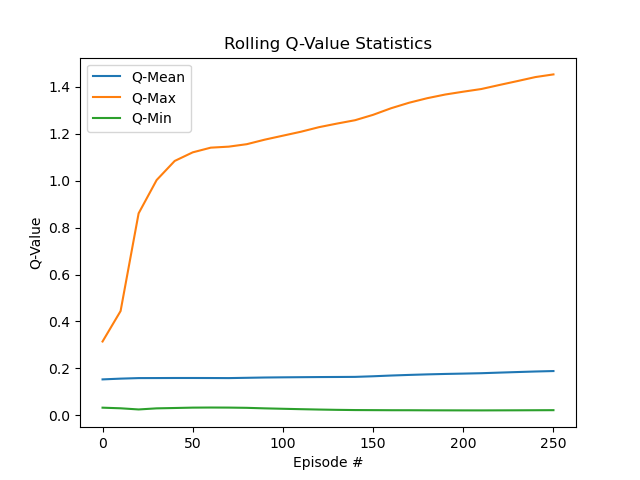 Rolling Q-Value Statistics
Q-Mean
Q-Max
Q-Min
Q-Value
1.4
1.2
1.0
0.8
0.6
0.4
0.2
0.0
0 50 100 150 200 250
Episode #